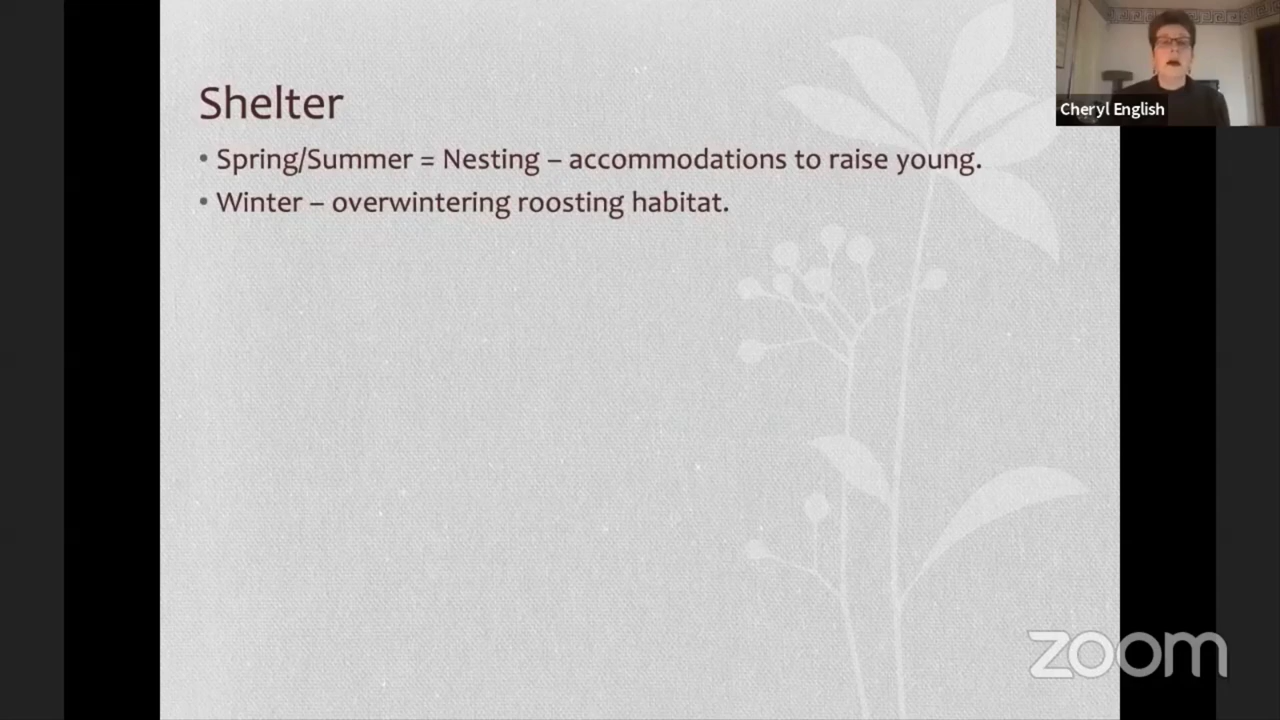 Shelter
• Spring/Summer = Nesting – accommodations to raise young.
• Winter – overwintering roosting habitat.
Cheryl English
zoom